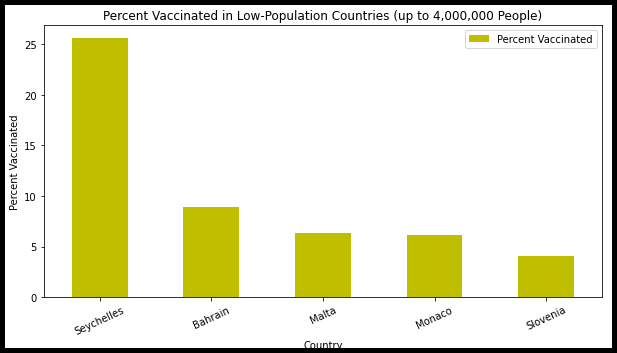 Percent Vaccinated in Low-Population Countries (up to 4,000,000 People)
Percent Vaccinated
Percent Vaccinated
25
20
15
10
5
0
Seychelles
Bahrain
Malta
Monaco
Slovenia
Country